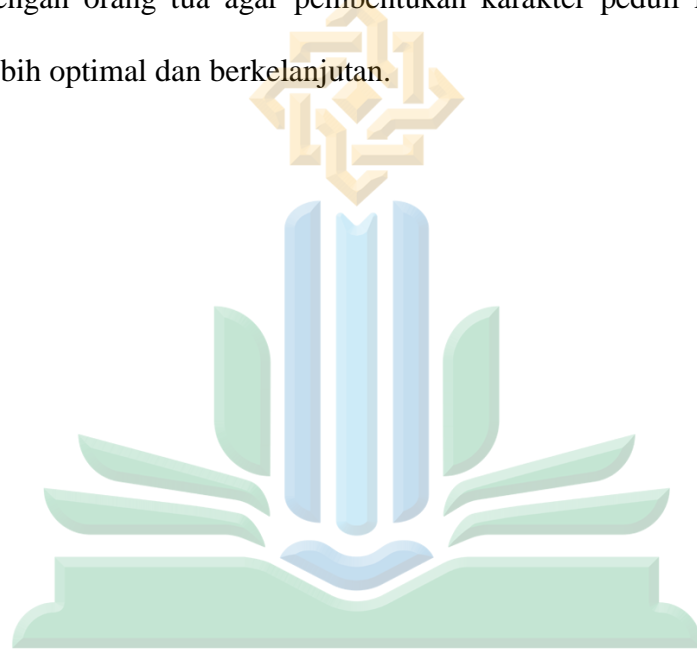 engan orang tua agar pembentukan karakter peduli
bih optimal dan berkelanjutan.